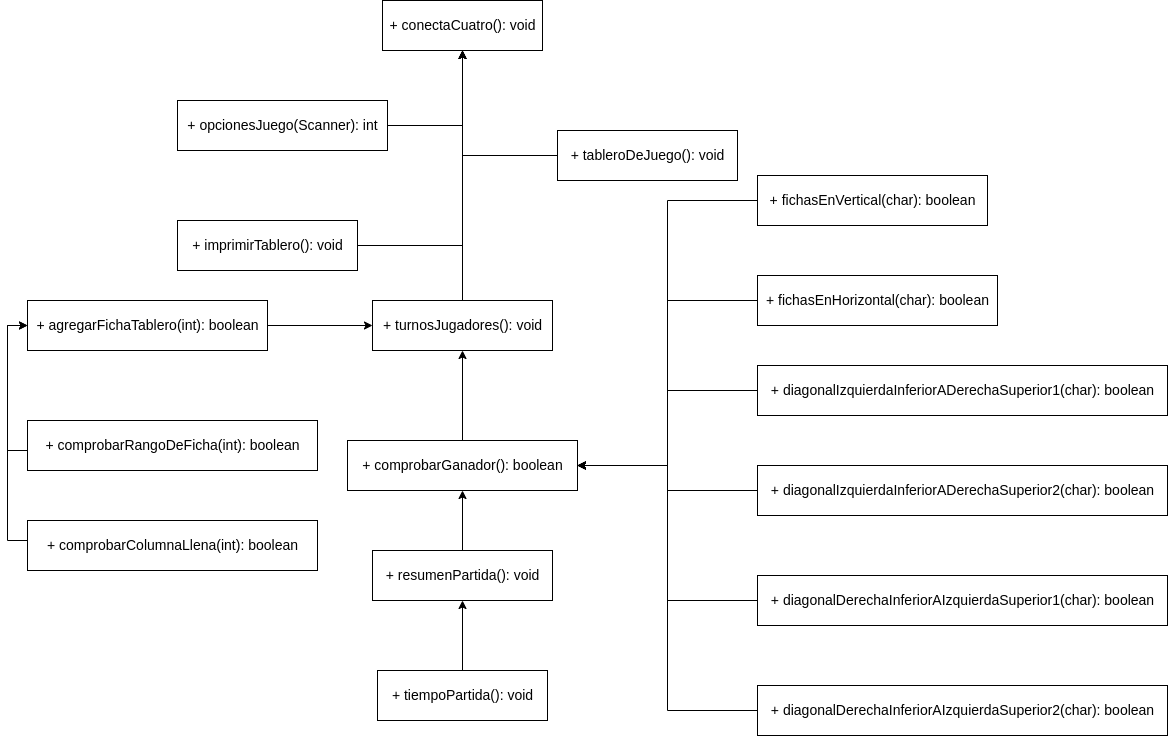 + conectaCuatro(): void
+ opcionesJuego(Scanner): int
+ tableroDeJuego(): void
+ fichasEnVertical(char): boolean
+ imprimirTablero(): void
+ fichasEnHorizontal(char): boolean
+ agregarFichaTablero(int): boolean
+ turnosJugadores(): void
+ diagonalIzquierdaInferiorADerechaSuperior1(char): boolean
+ comprobarRangoDeFicha(int): boolean
+ comprobarGanador(): boolean
+ diagonalIzquierdaInferiorADerechaSuperior2(char): boolean
+ comprobarColumnaLlena(int): boolean
+ resumenPartida(): void
+ diagonalDerechaInferiorAIzquierdaSuperior1(char): boolean
+ tiempoPartida(): void
+ diagonalDerechaInferiorAIzquierdaSuperior2(char): boolean